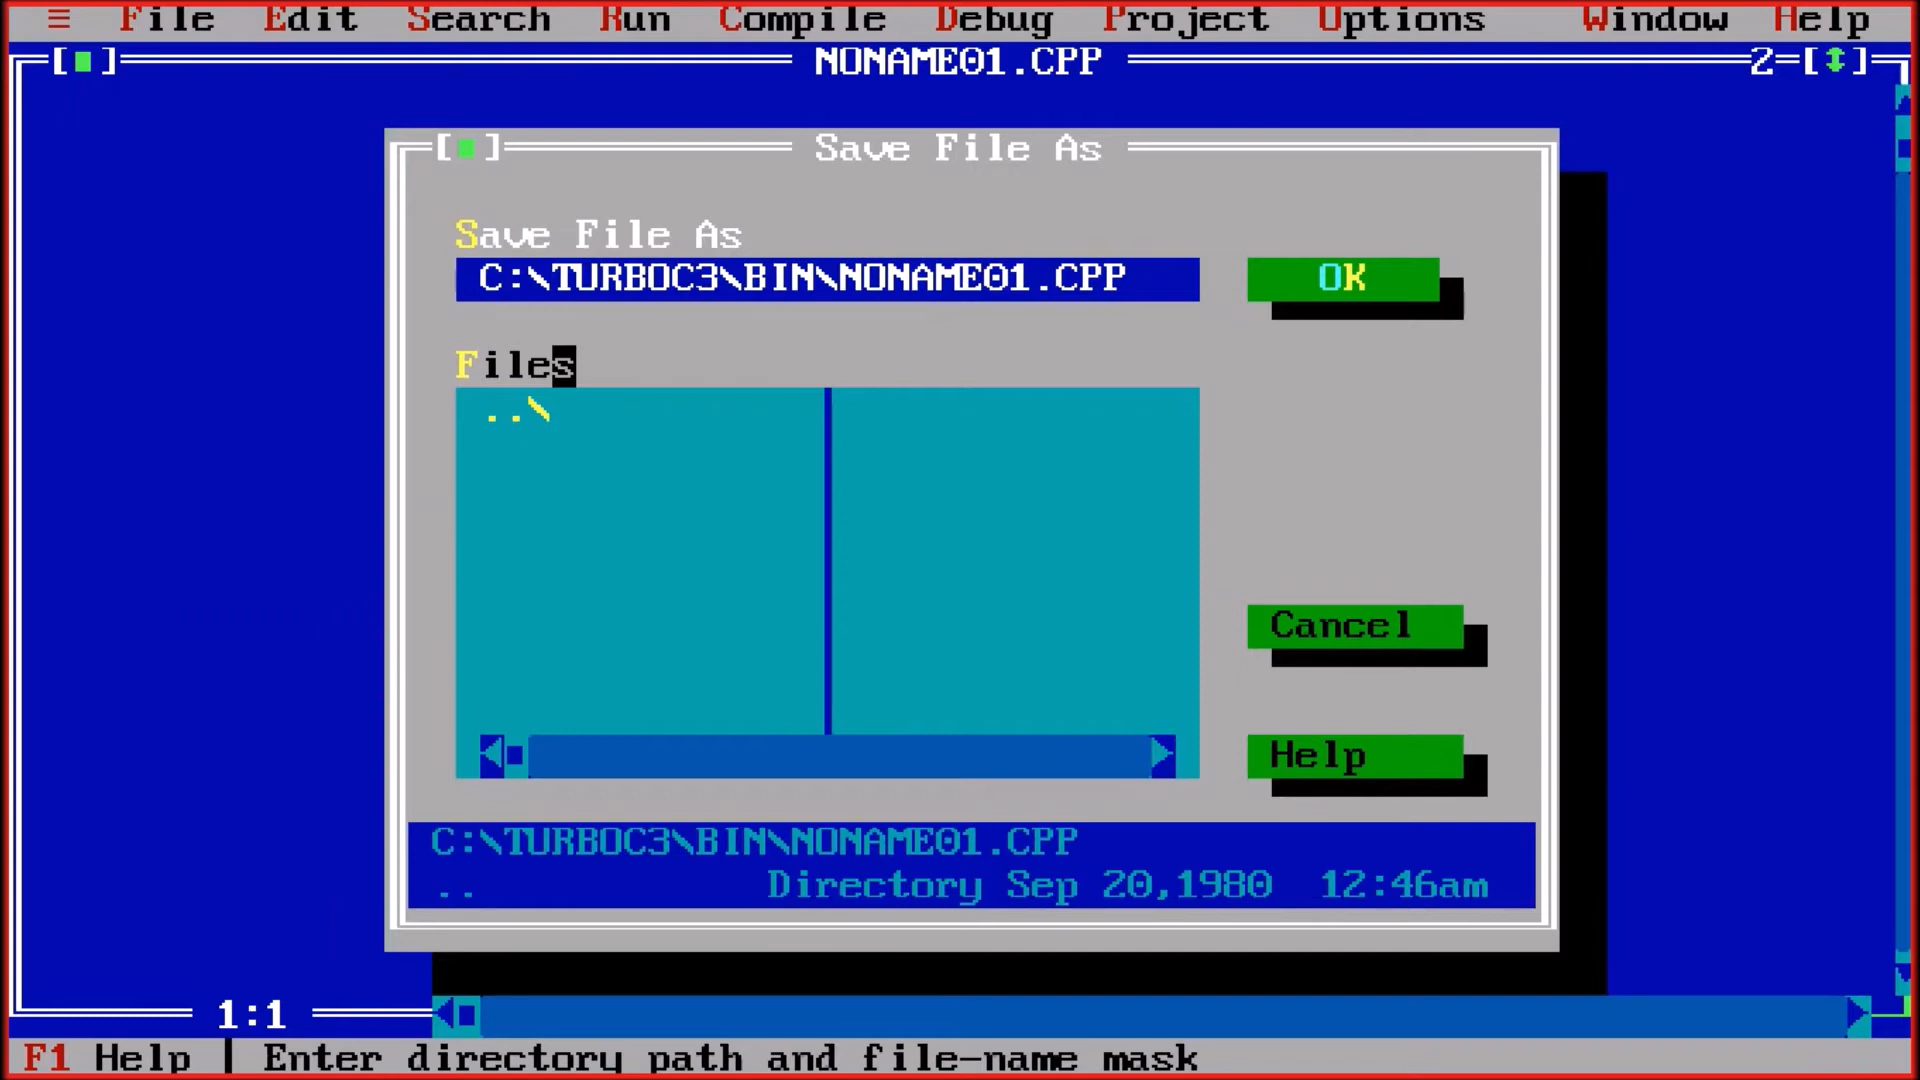 ≡ File Edit Search Run Compile Debug Project Options Window Help
[■] NONAME01.CPP 2=[↕]
[■] Save File As
Save File As
C:\TURBOC3\BIN\NONAME01.CPP OK
Files
..\
Cancel
Help
C:\TURBOC3\BIN\NONAME01.CPP
.. Directory Sep 20,1980 12:46am
1:1
F1 Help | Enter directory path and file-name mask